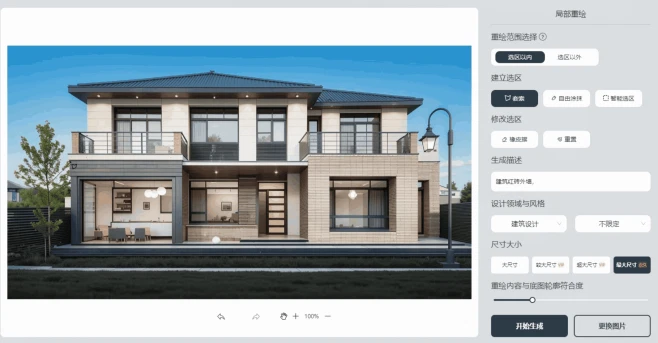 局部重绘
重绘范围选择
选区以内 选区以外
建立选区
套索 自由涂抹 智能选区
修改选区
橡皮擦 重置
生成描述
建筑红砖外墙,
设计领域与风格
建筑设计 不限定
尺寸大小
大尺寸 较大尺寸 超大尺寸 最大尺寸
重绘内容与底图轮廓符合度
100%
开始生成 更换图片